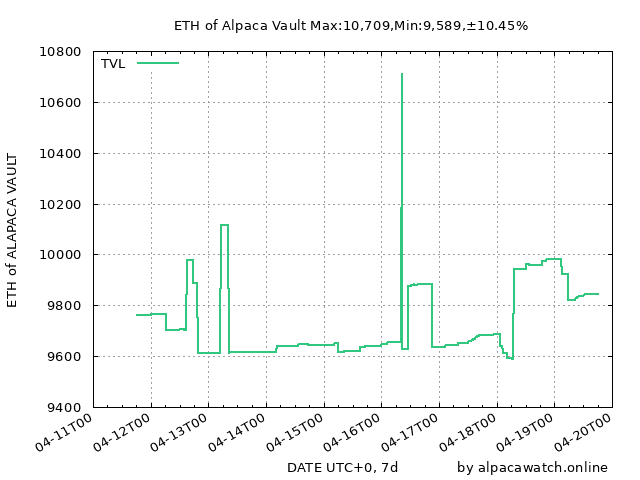 ETH of Alpaca Vault Max:10,709,Min:9,589,±10.45%
TVL
ETH of ALAPACA VAULT
10800
10600
10400
10200
10000
9800
9600
9400
04-11T00
04-12T00
04-13T00
04-14T00
04-15T00
04-16T00
04-17T00
04-18T00
04-19T00
04-20T00
DATE UTC+0, 7d
by alpacawatch.online